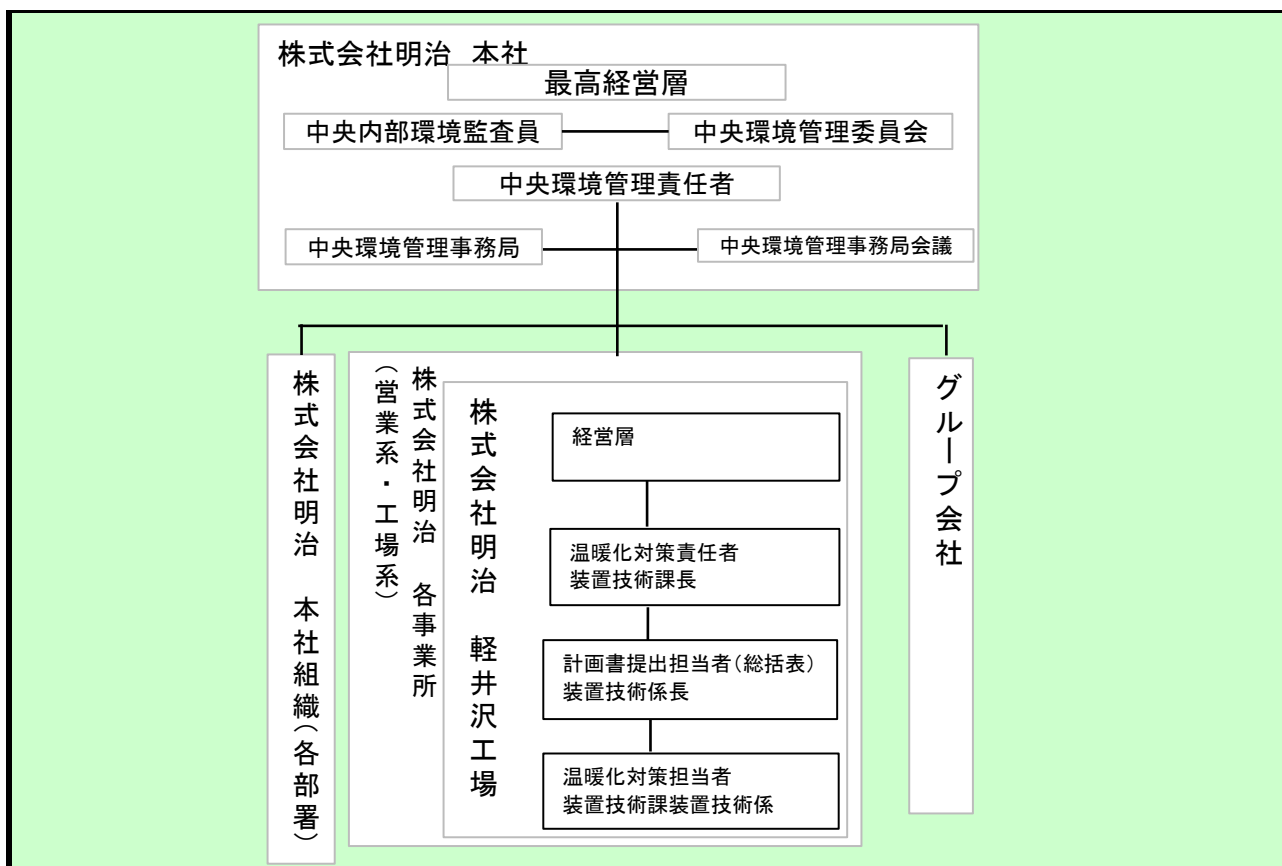 株式会社明治　本社
最高経営層
中央内部環境監査員
中央環境管理委員会
中央環境管理責任者
中央環境管理事務局
中央環境管理事務局会議
株式会社明治　本社組織（各部署）
株式会社明治　各事業所
（営業系・工場系）
株式会社明治　軽井沢工場
経営層
温暖化対策責任者
装置技術課長
計画書提出担当者（総括表）
装置技術係長
温暖化対策担当者
装置技術課装置技術係
グループ会社